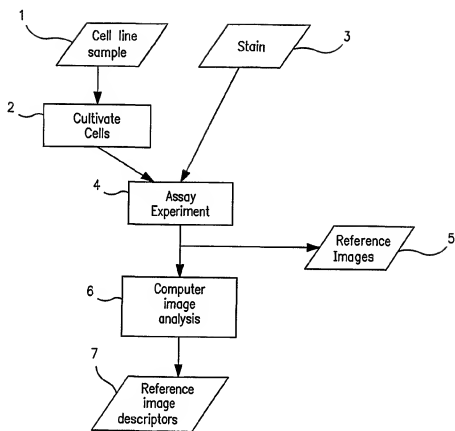 1
Cell line
sample
Stain
3
2
Cultivate
Cells
4
Assay
Experiment
Reference
Images
5
6
Computer
image
analysis
7
Reference
image
descriptors